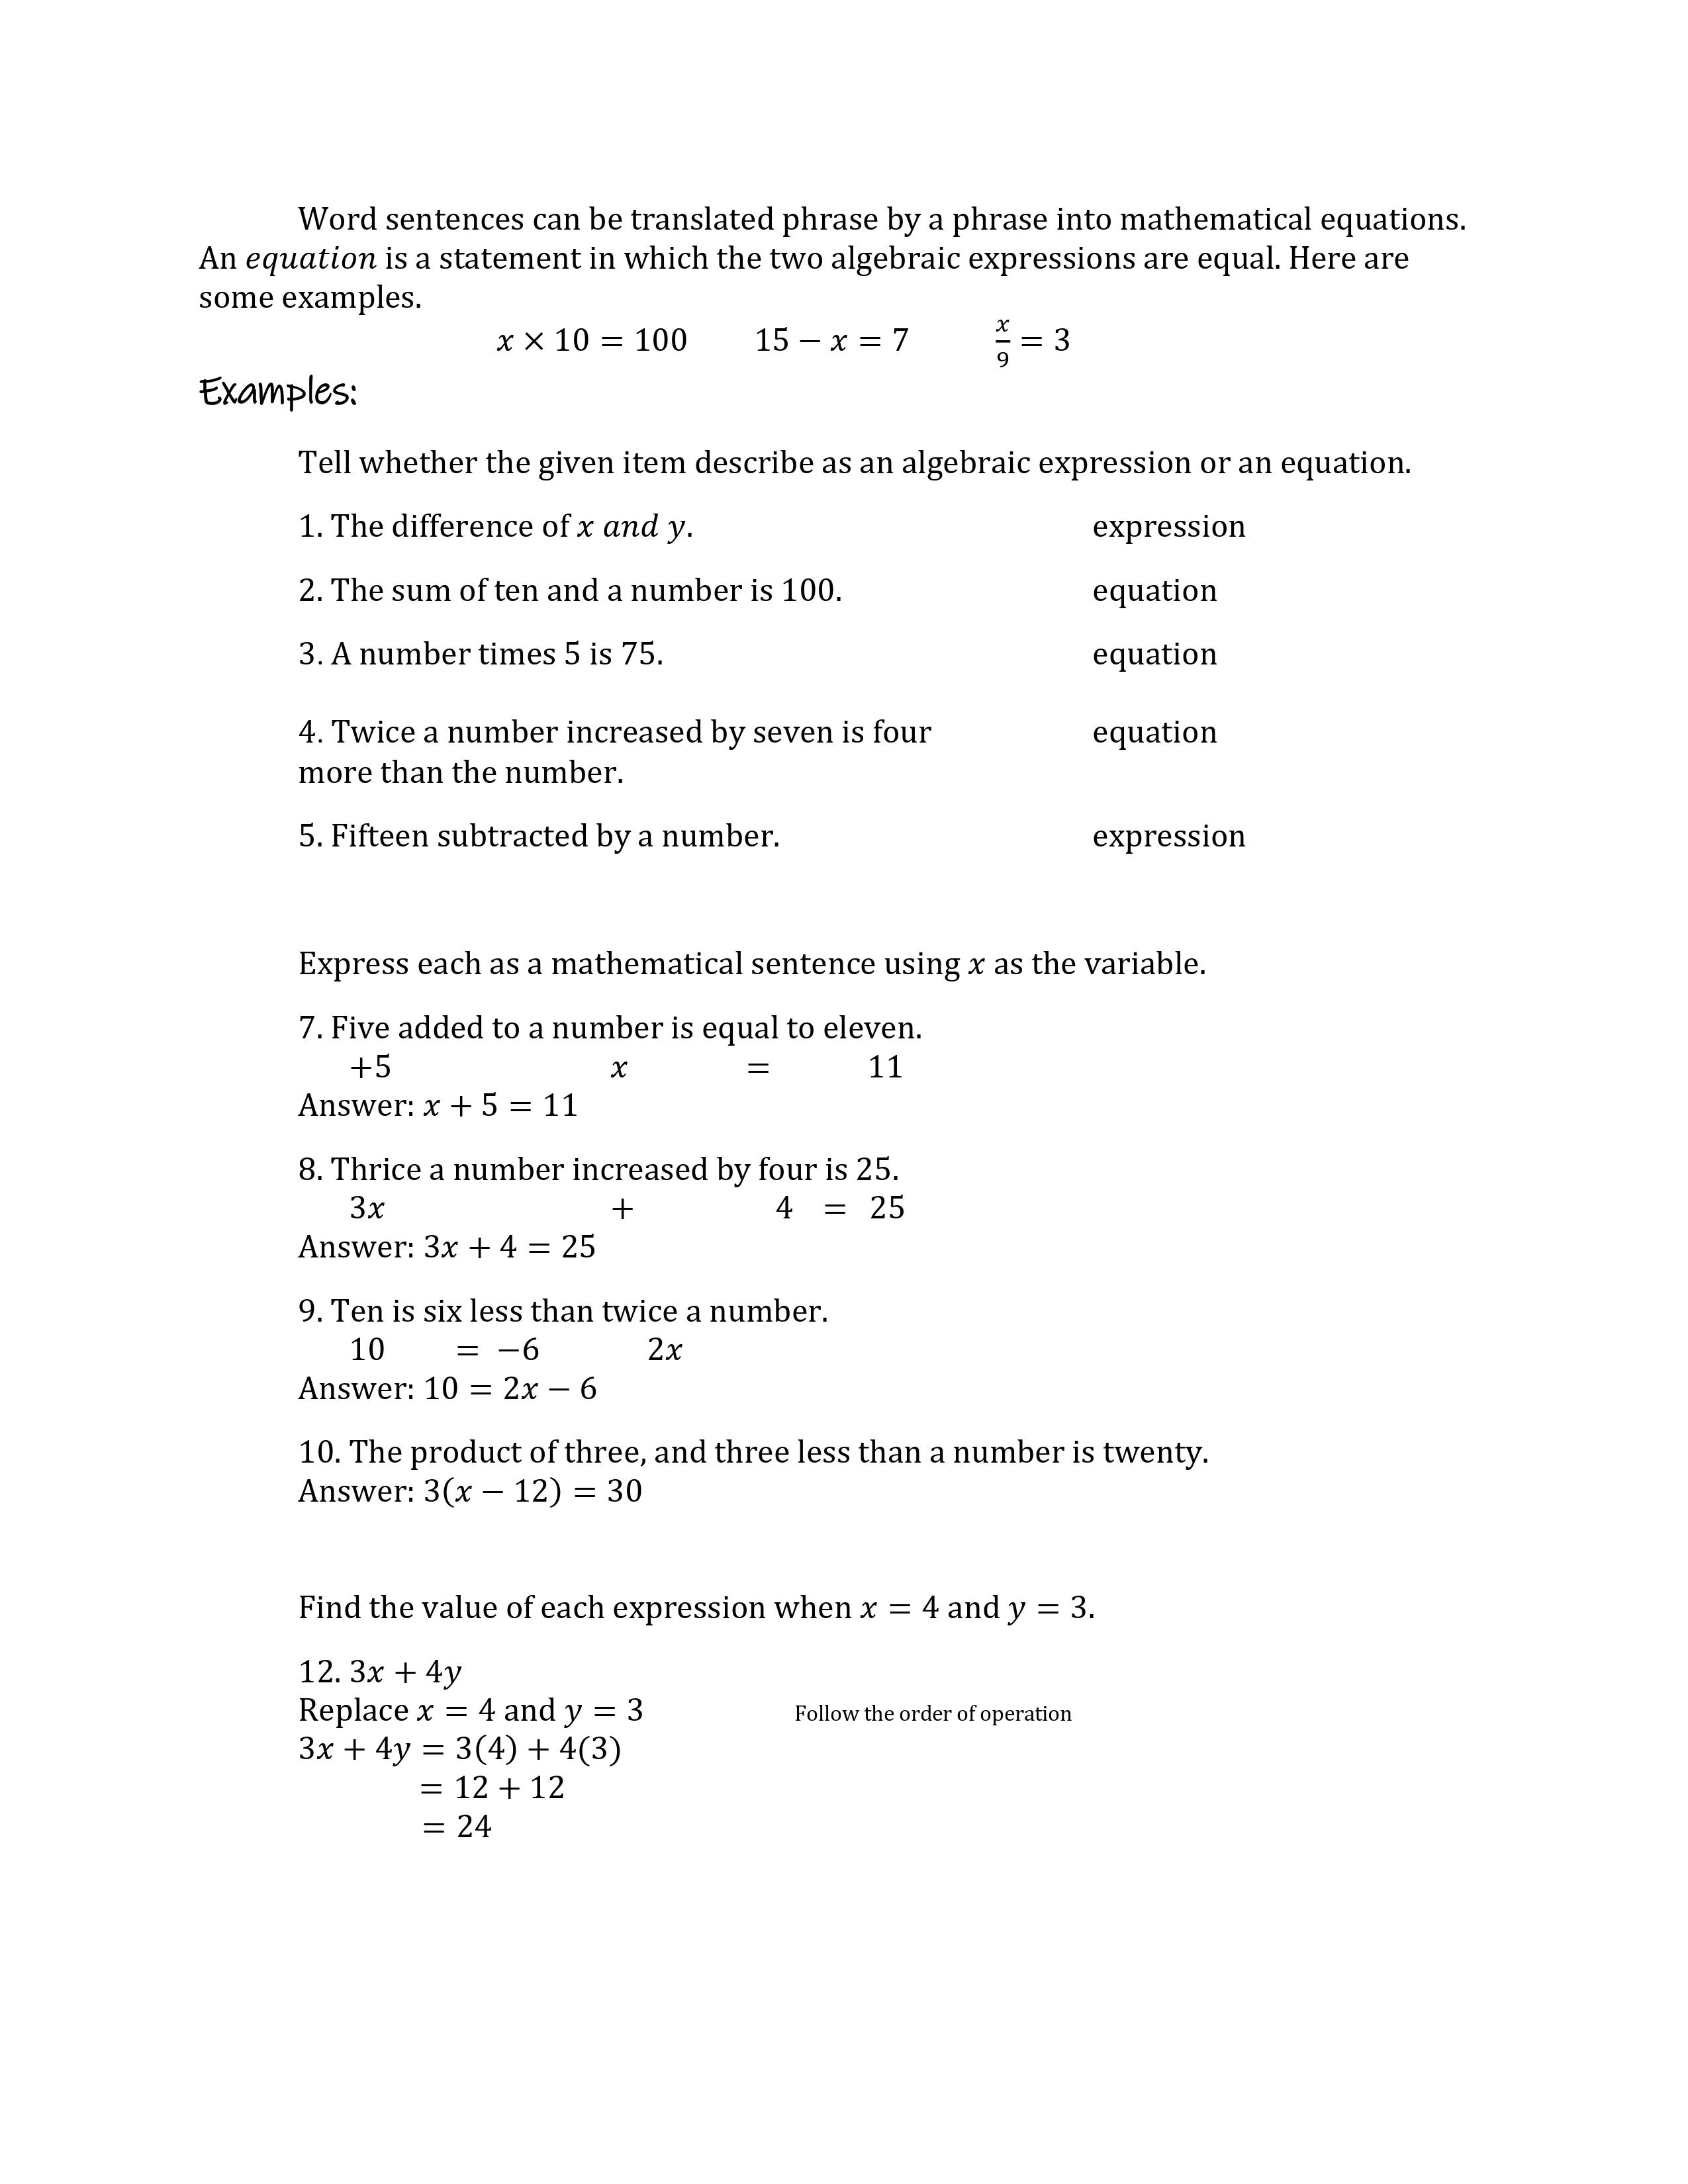 Word sentences can be translated phrase by a phrase into mathematical equations.
An equation is a statement in which the two algebraic expressions are equal. Here are
some examples.
x × 10 = 100 15 − x = 7 x/9 = 3
Examples:
Tell whether the given item describe as an algebraic expression or an equation.
1. The difference of x and y. expression
2. The sum of ten and a number is 100. equation
3. A number times 5 is 75. equation
4. Twice a number increased by seven is four equation
more than the number.
5. Fifteen subtracted by a number. expression
Express each as a mathematical sentence using x as the variable.
7. Five added to a number is equal to eleven.
+5 x = 11
Answer: x + 5 = 11
8. Thrice a number increased by four is 25.
3x + 4 = 25
Answer: 3x + 4 = 25
9. Ten is six less than twice a number.
10 = −6 2x
Answer: 10 = 2x − 6
10. The product of three, and three less than a number is twenty.
Answer: 3(x − 12) = 30
Find the value of each expression when x = 4 and y = 3.
12. 3x + 4y
Replace x = 4 and y = 3 Follow the order of operation
3x + 4y = 3(4) + 4(3)
= 12 + 12
= 24